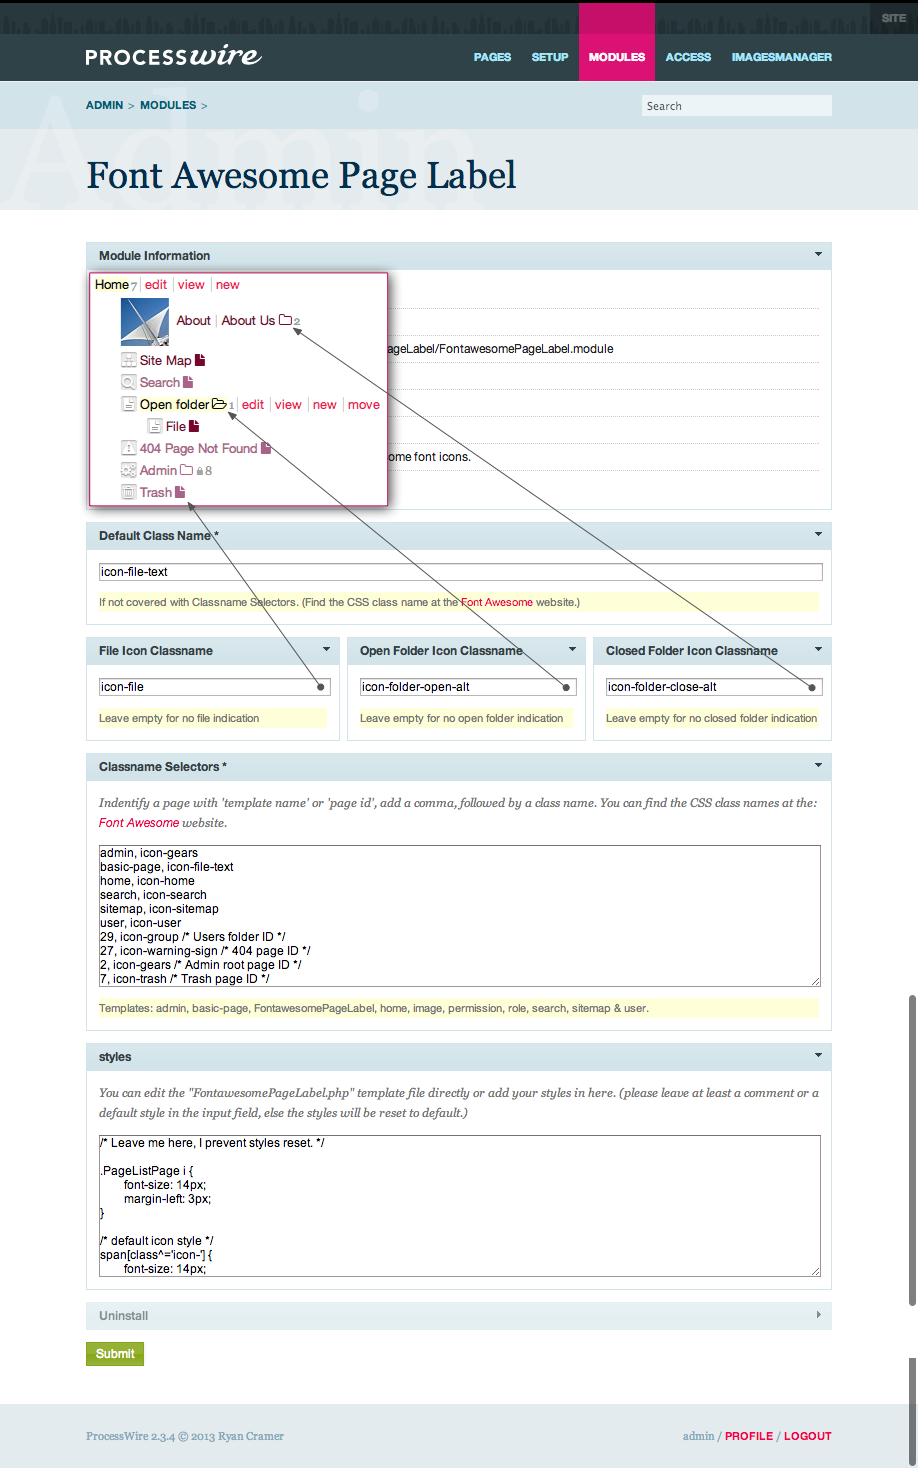 SITE
PROCESSwire
PAGES SETUP MODULES ACCESS IMAGESMANAGER
ADMIN > MODULES >
Search
Admin
Font Awesome Page Label
Module Information
Home 7 edit view new
About About Us 2
ageLabel/FontawesomePageLabel.module
Site Map
Search
Open folder 1 edit view new move
File
404 Page Not Found
ome font icons.
Admin 8
Trash
Default Class Name *
icon-file-text
If not covered with Classname Selectors. (Find the CSS class name at the Font Awesome website.)
File Icon Classname
icon-file
Leave empty for no file indication
Open Folder Icon Classname
icon-folder-open-alt
Leave empty for no open folder indication
Closed Folder Icon Classname
icon-folder-close-alt
Leave empty for no closed folder indication
Classname Selectors *
Indentify a page with 'template name' or 'page id', add a comma, followed by a class name. You can find the CSS class names at the:
Font Awesome website.
admin, icon-gears
basic-page, icon-file-text
home, icon-home
search, icon-search
sitemap, icon-sitemap
user, icon-user
29, icon-group /* Users folder ID */
27, icon-warning-sign /* 404 page ID */
2, icon-gears /* Admin root page ID */
7, icon-trash /* Trash page ID */
Templates: admin, basic-page, FontawesomePageLabel, home, image, permission, role, search, sitemap & user.
styles
You can edit the "FontawesomePageLabel.php" template file directly or add your styles in here. (please leave at least a comment or a
default style in the input field, else the styles will be reset to default.)
/* Leave me here, I prevent styles reset. */
.PageListPage i {
font-size: 14px;
margin-left: 3px;
}
/* default icon style */
span[class^='icon-'] {
font-size: 14px;
Uninstall
Submit
ProcessWire 2.3.4 © 2013 Ryan Cramer
admin / PROFILE / LOGOUT